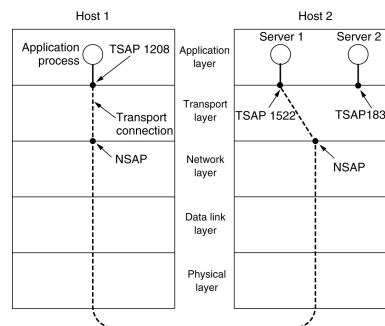 Host 1
Host 2
Application
process
TSAP 1208
Application
layer
Server 1
Server 2
Transport
connection
Transport
layer
TSAP 1522
TSAP183
NSAP
Network
layer
NSAP
Data link
layer
Physical
layer